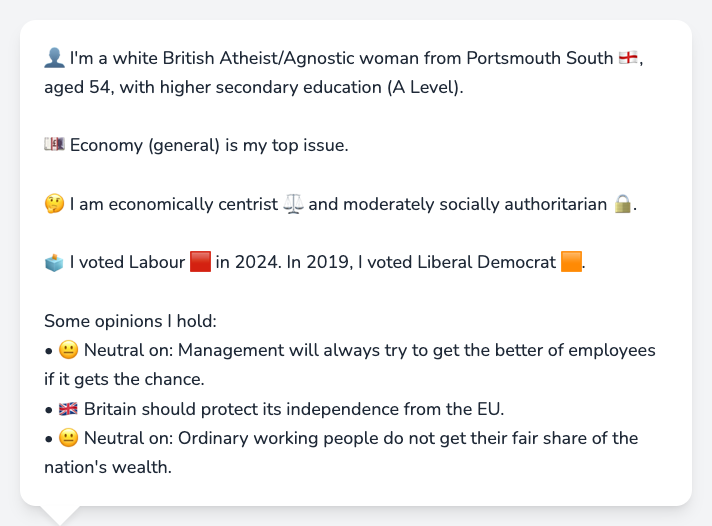 👤 I'm a white British Atheist/Agnostic woman from Portsmouth South 🏴󠁧󠁢󠁥󠁮󠁧󠁿,
aged 54, with higher secondary education (A Level).
💷 Economy (general) is my top issue.
🤔 I am economically centrist ⚖️ and moderately socially authoritarian 🔒.
🗳️ I voted Labour 🟥 in 2024. In 2019, I voted Liberal Democrat 🟧.
Some opinions I hold:
• 😐 Neutral on: Management will always try to get the better of employees
if it gets the chance.
• 🇬🇧 Britain should protect its independence from the EU.
• 😐 Neutral on: Ordinary working people do not get their fair share of the
nation's wealth.